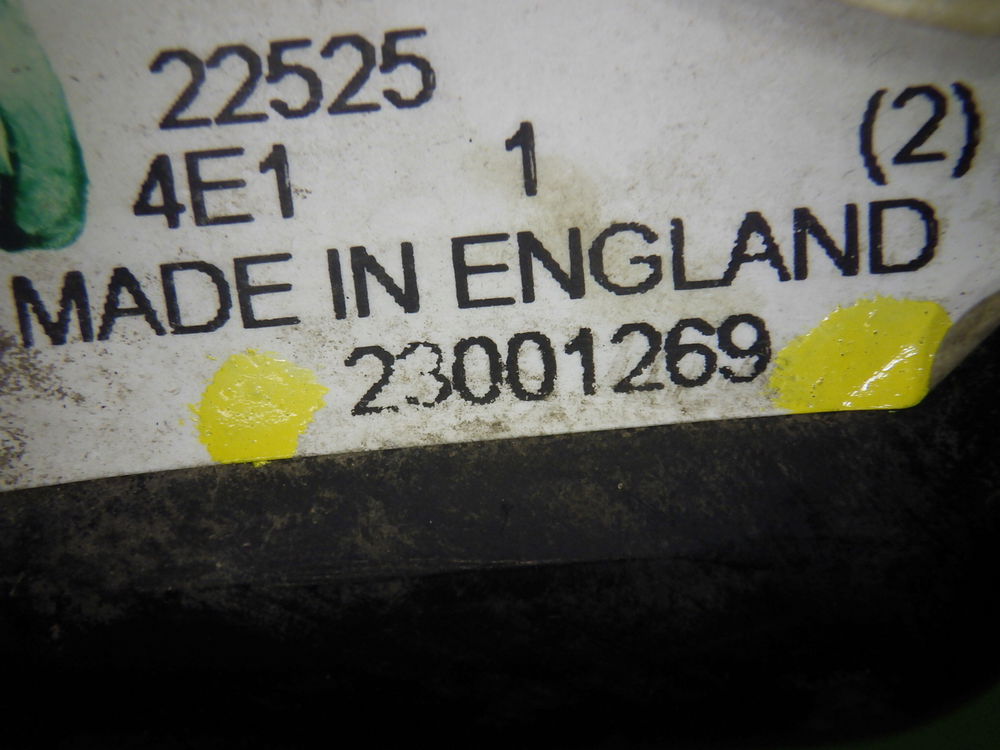 22525
4E1 1 (2)
MADE IN ENGLAND
23001269